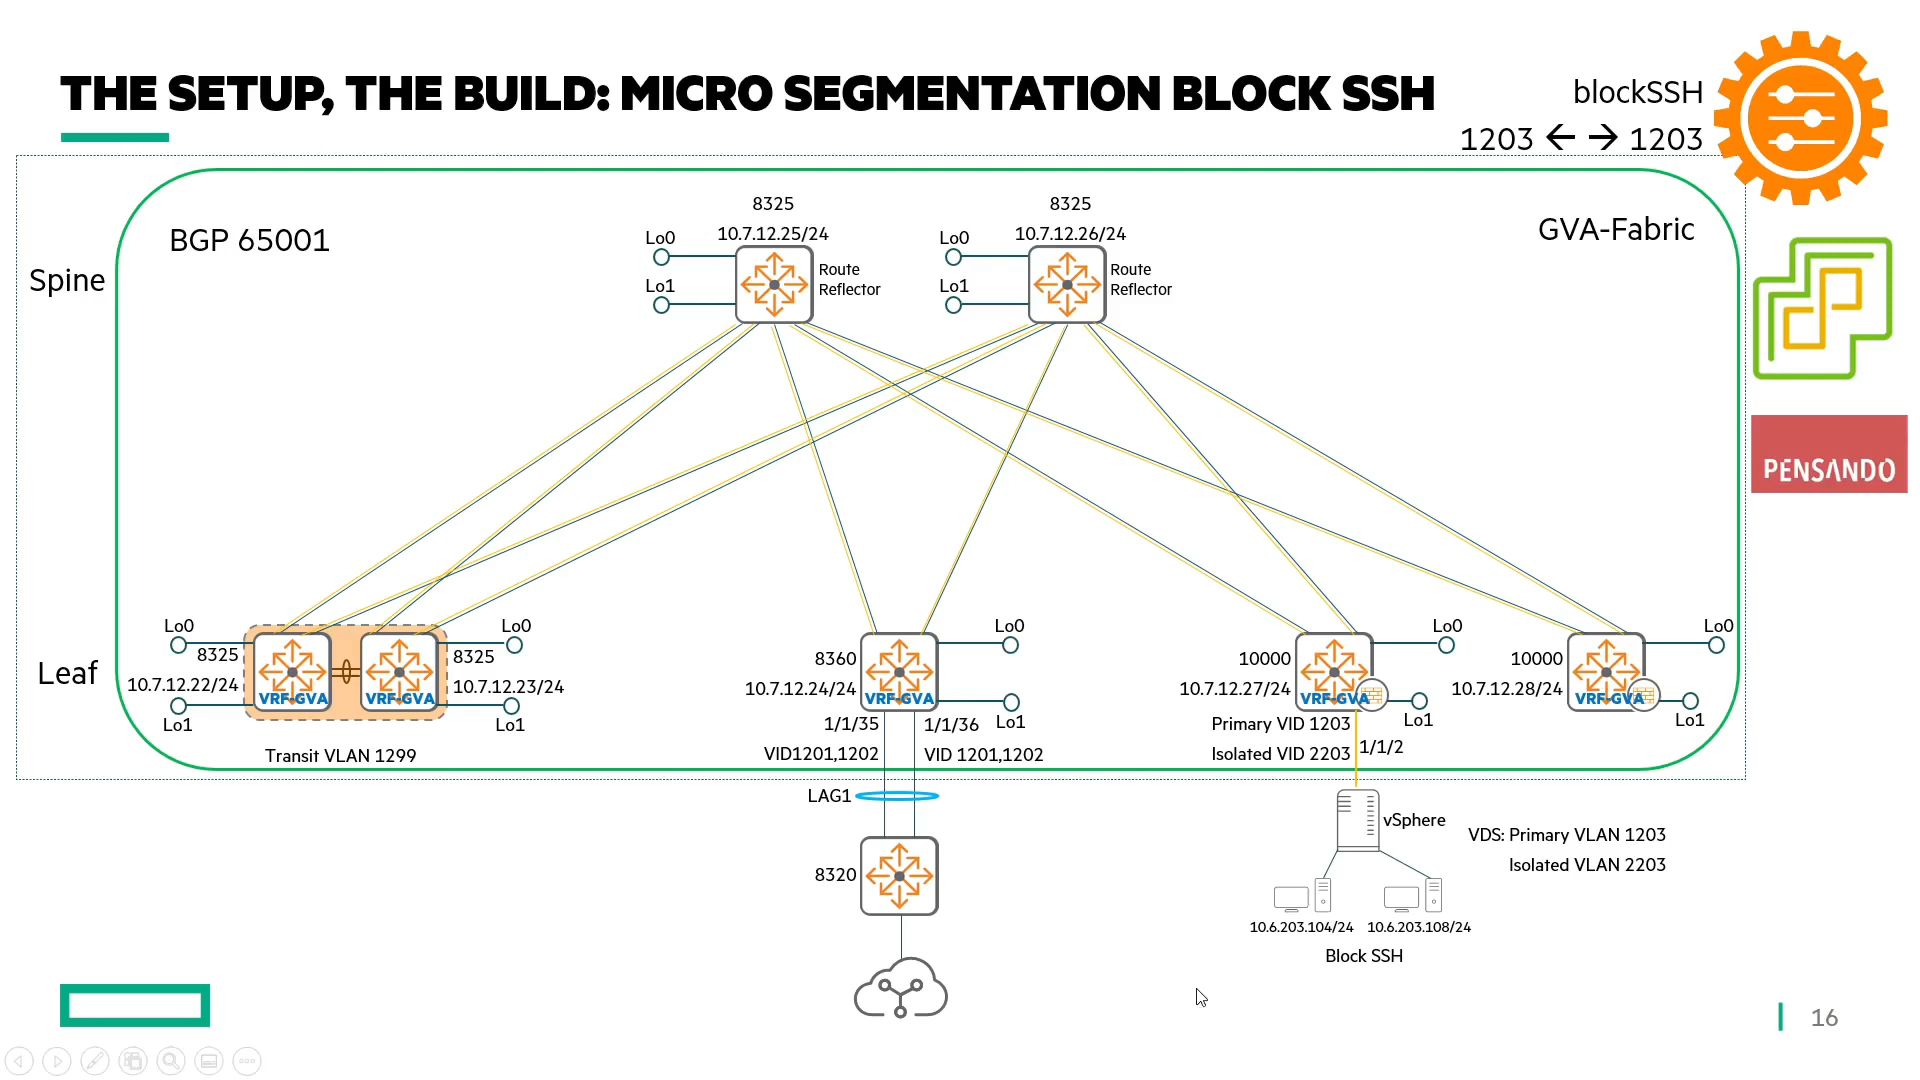 THE SETUP, THE BUILD: MICRO SEGMENTATION BLOCK SSH
blockSSH
1203 ← → 1203
BGP 65001
GVA-Fabric
Spine
8325
10.7.12.25/24
Lo0
Lo1
Route
Reflector
8325
10.7.12.26/24
Lo0
Lo1
Route
Reflector
PENSANDO
Leaf
Lo0
8325
10.7.12.22/24
Lo1
VRF-GVA
VRF-GVA
Lo0
8325
10.7.12.23/24
Lo1
Transit VLAN 1299
8360
10.7.12.24/24
VRF-GVA
Lo0
Lo1
1/1/35
1/1/36
VID1201,1202
VID 1201,1202
10000
10.7.12.27/24
VRF-GVA
Lo0
Lo1
Primary VID 1203
Isolated VID 2203
1/1/2
10000
10.7.12.28/24
VRF-GVA
Lo0
Lo1
LAG1
8320
vSphere
VDS: Primary VLAN 1203
Isolated VLAN 2203
10.6.203.104/24
10.6.203.108/24
Block SSH
16